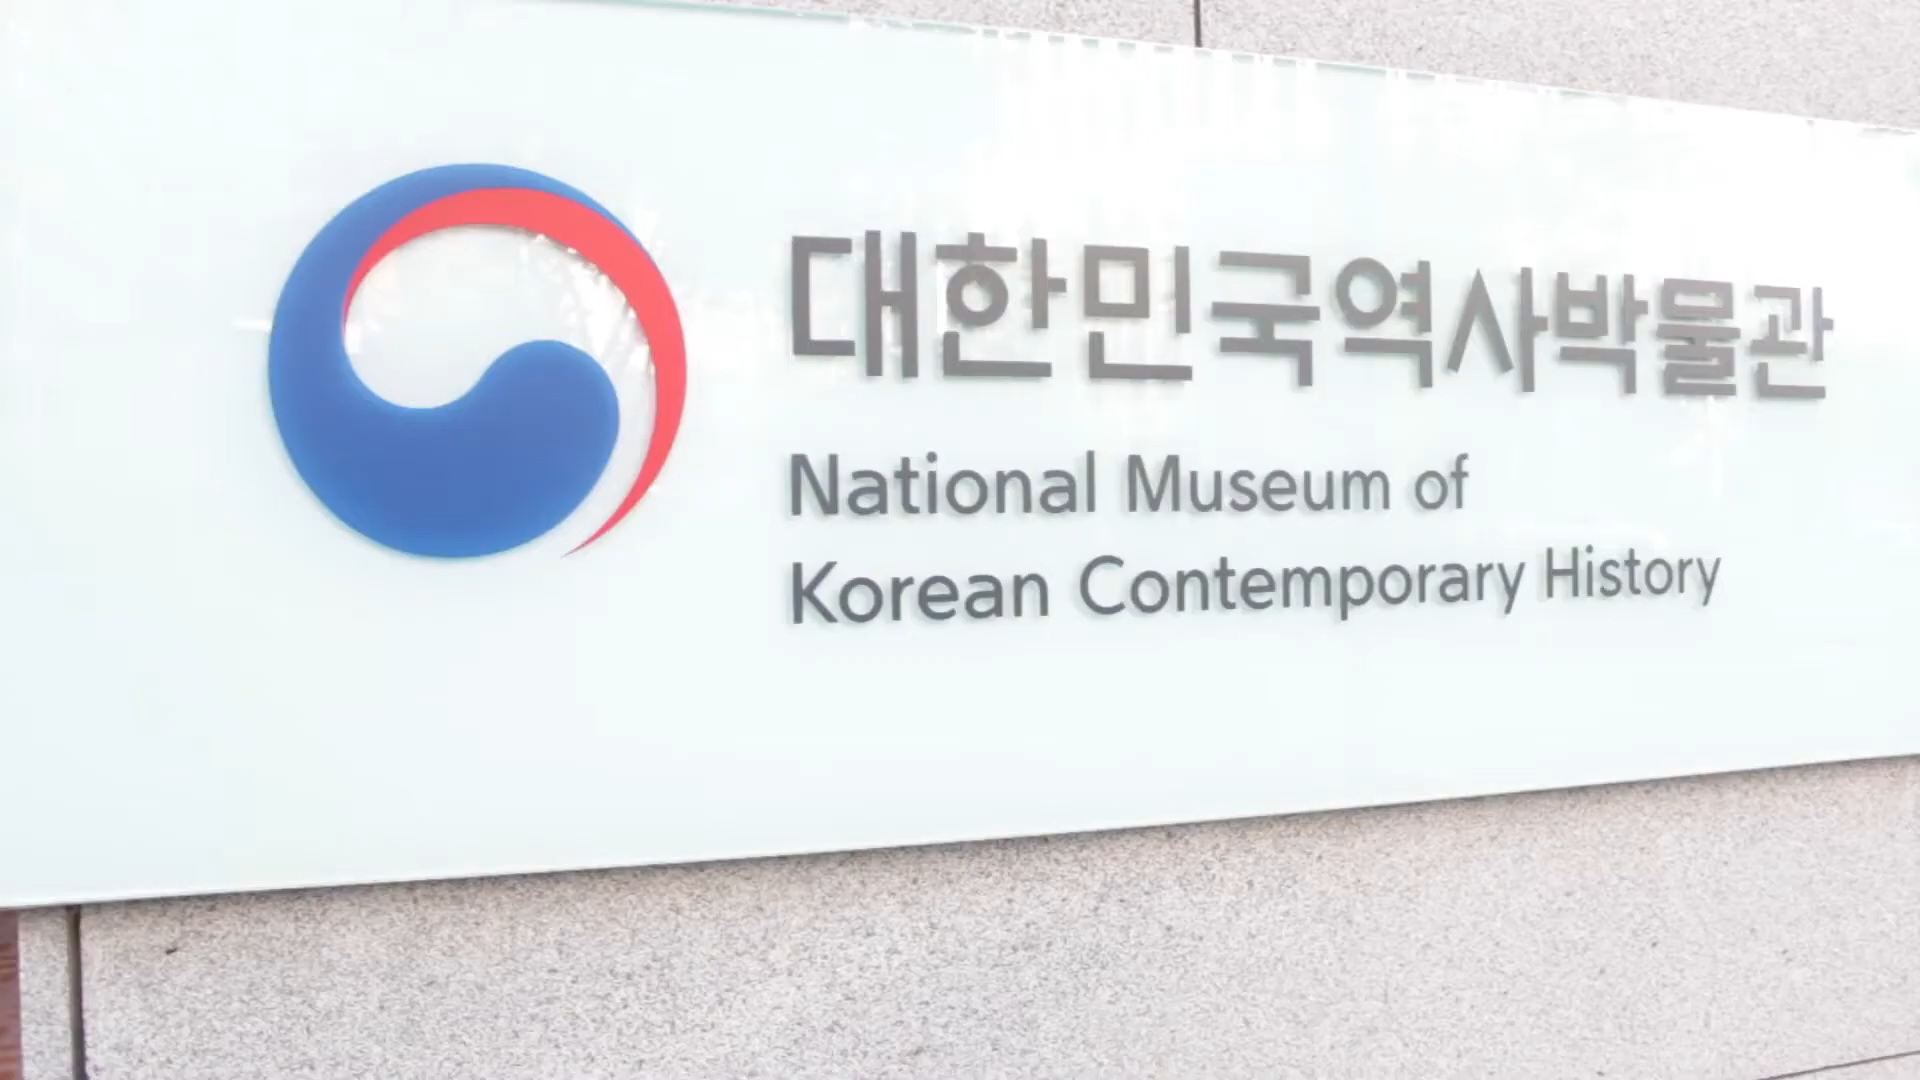 대한민국역사박물관
National Museum of
Korean Contemporary History